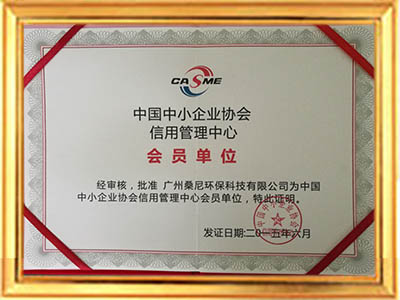 CASME
中国中小企业协会
信用管理中心
会员单位
经审核，批准 广州桑尼环保科技有限公司为中国
中小企业协会信用管理中心会员单位，特此证明。
发证日期:二〇一五年六月